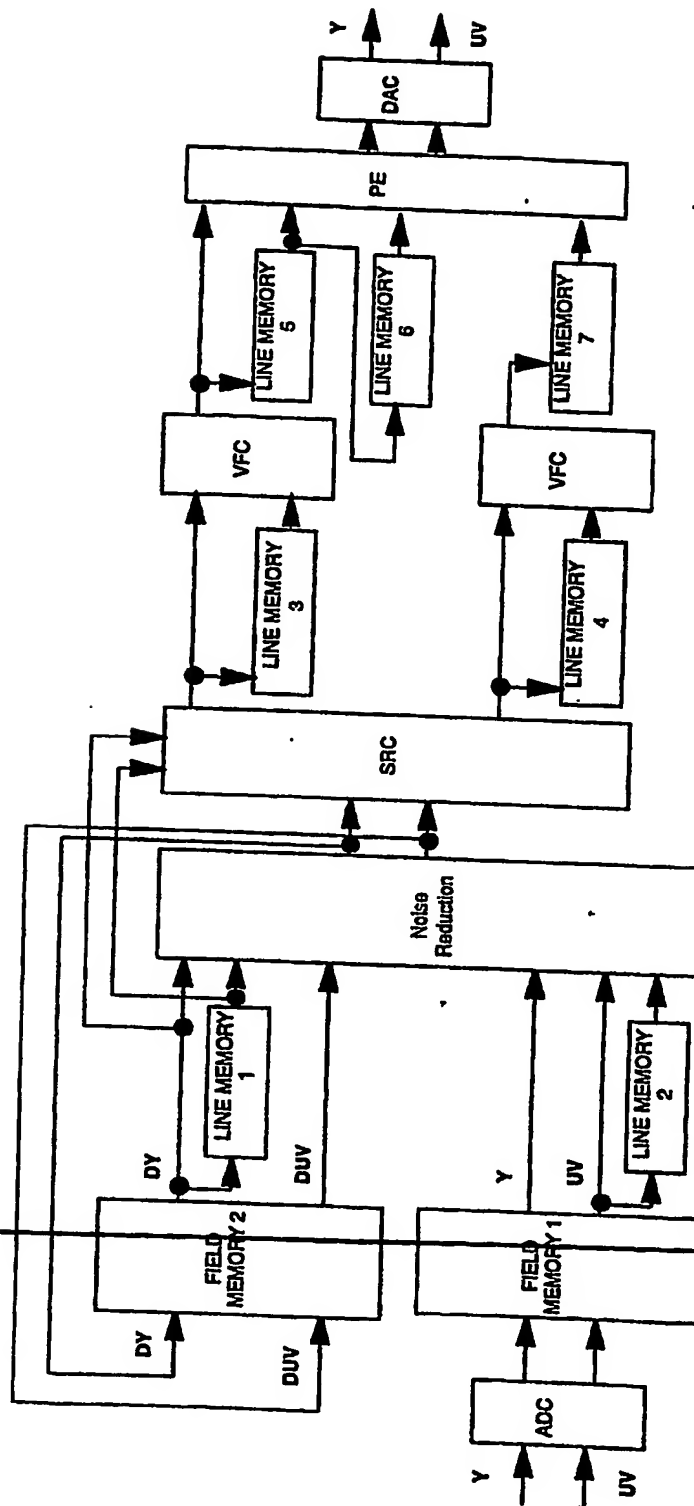 Y
UV
ADC
DY
DUV
FIELD
MEMORY 2
FIELD
MEMORY 1
DY
DUV
LINE MEMORY
1
Y
UV
LINE MEMORY
2
Noise
Reduction
SRC
LINE MEMORY
3
LINE MEMORY
4
VFC
VFC
LINE MEMORY
5
LINE MEMORY
6
LINE MEMORY
7
PE
DAC
Y
UV